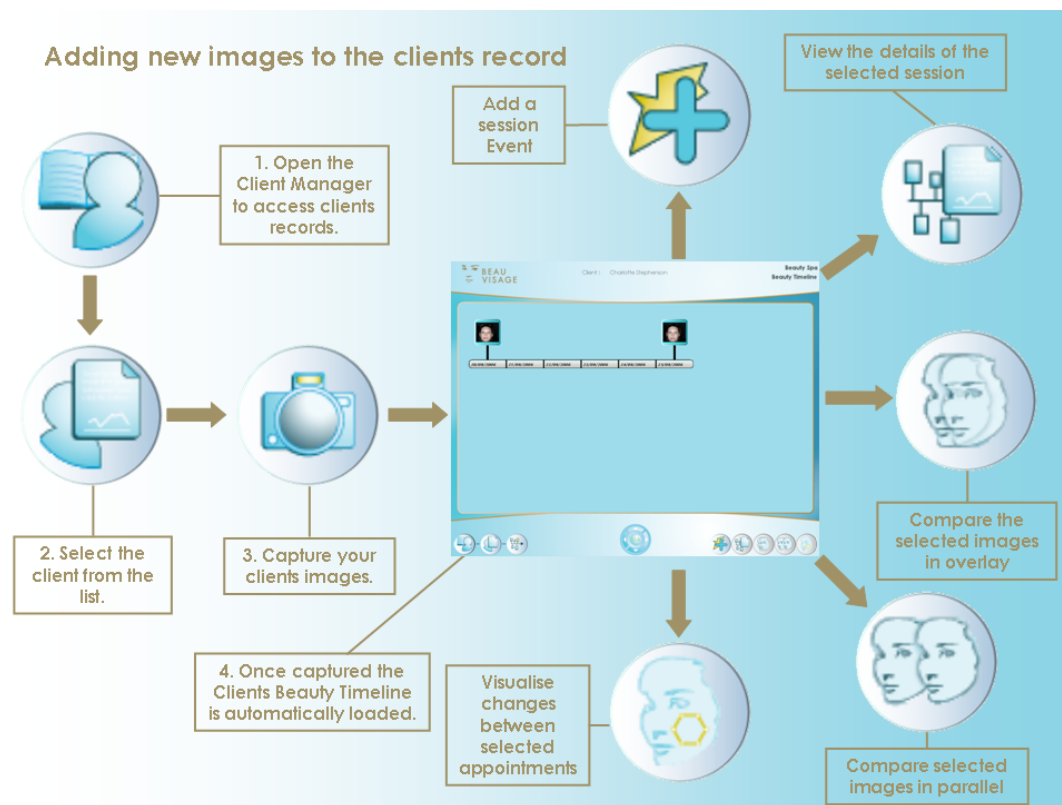 Adding new images to the clients record
View the details of the
selected session
Add a
session
Event
1. Open the
Client Manager
to access clients
records.
BEAU
VISAGE
Client :
Charlotte Stephenson
Beauty Spa
Beauty Timeline
2. Select the
client from the
list.
3. Capture your
clients images.
4. Once captured the
Clients Beauty Timeline
is automatically loaded.
Visualise
changes
between
selected
appointments
Compare the
selected images
in overlay
Compare selected
images in parallel